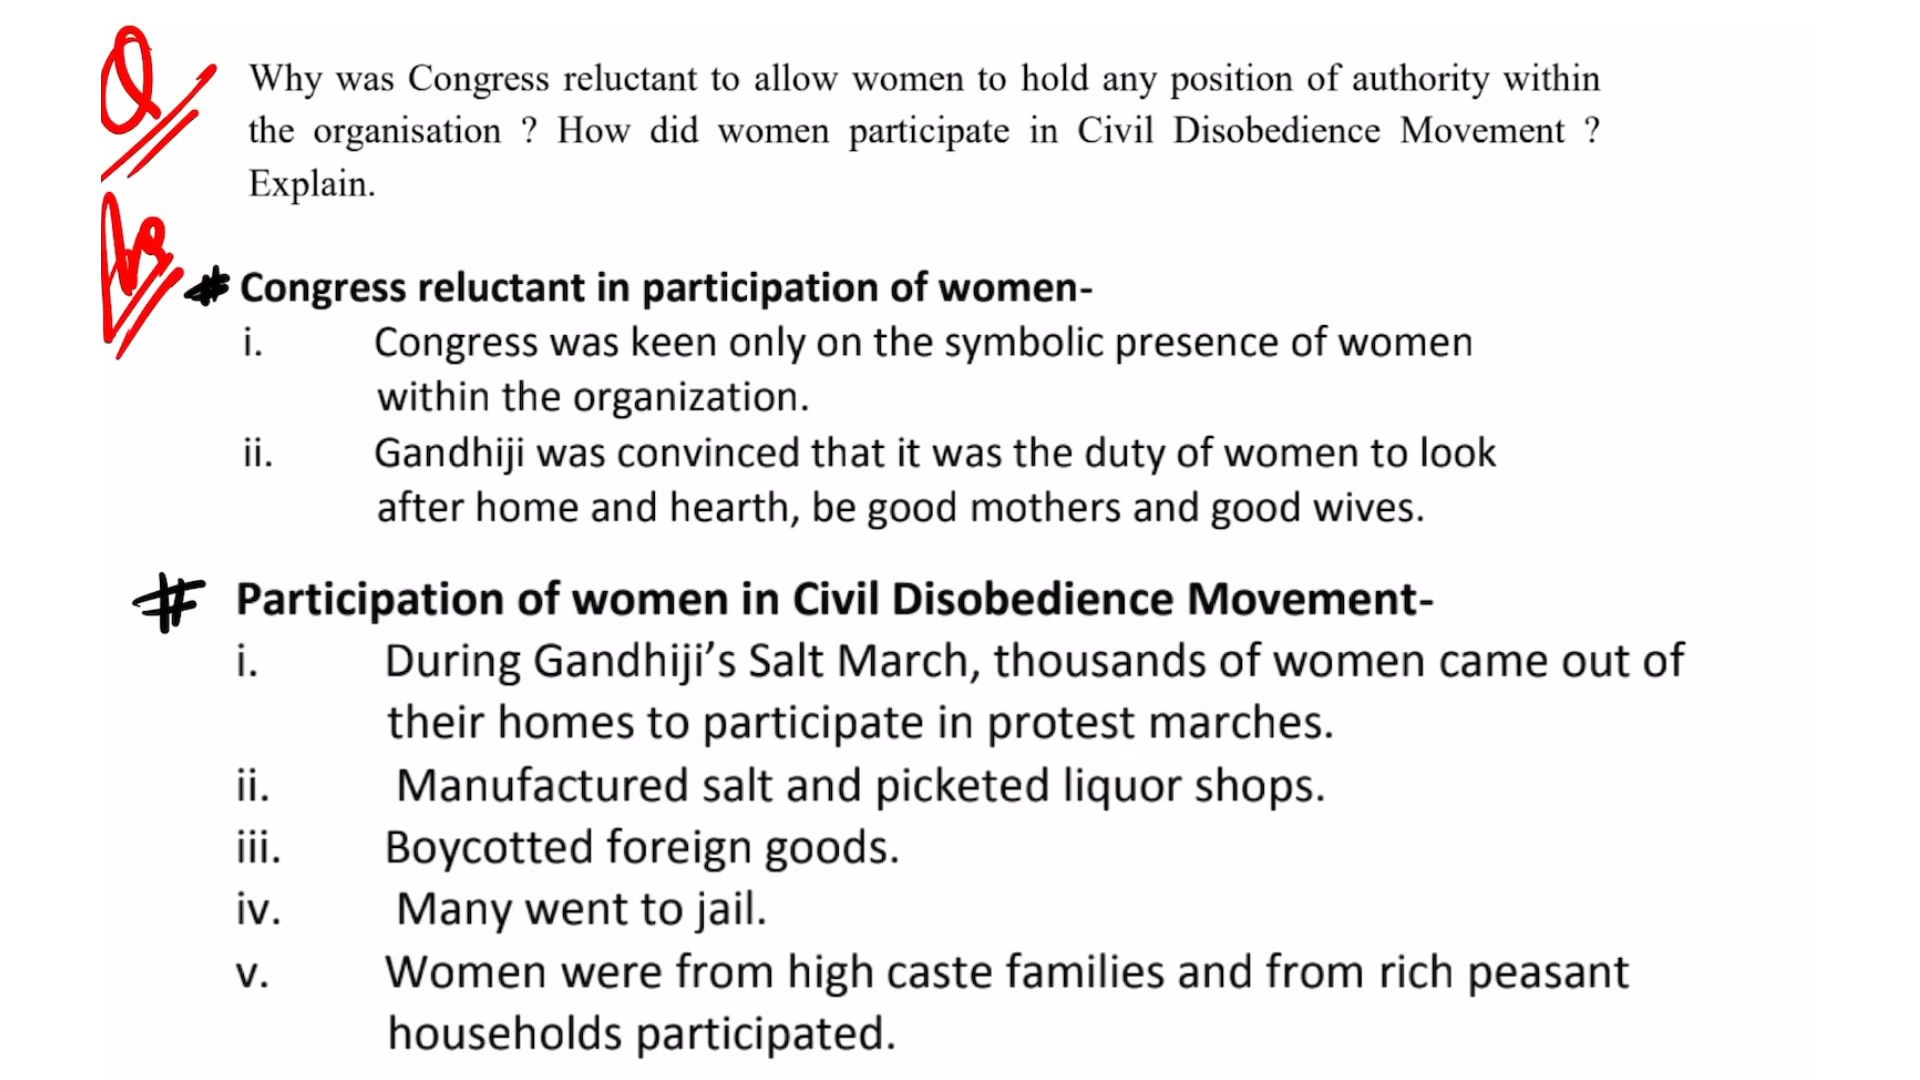 Q
Why was Congress reluctant to allow women to hold any position of authority within
the organisation ? How did women participate in Civil Disobedience Movement ?
Explain.
Ans
# Congress reluctant in participation of women-
i. Congress was keen only on the symbolic presence of women
within the organization.
ii. Gandhiji was convinced that it was the duty of women to look
after home and hearth, be good mothers and good wives.
# Participation of women in Civil Disobedience Movement-
i. During Gandhiji’s Salt March, thousands of women came out of
their homes to participate in protest marches.
ii. Manufactured salt and picketed liquor shops.
iii. Boycotted foreign goods.
iv. Many went to jail.
v. Women were from high caste families and from rich peasant
households participated.